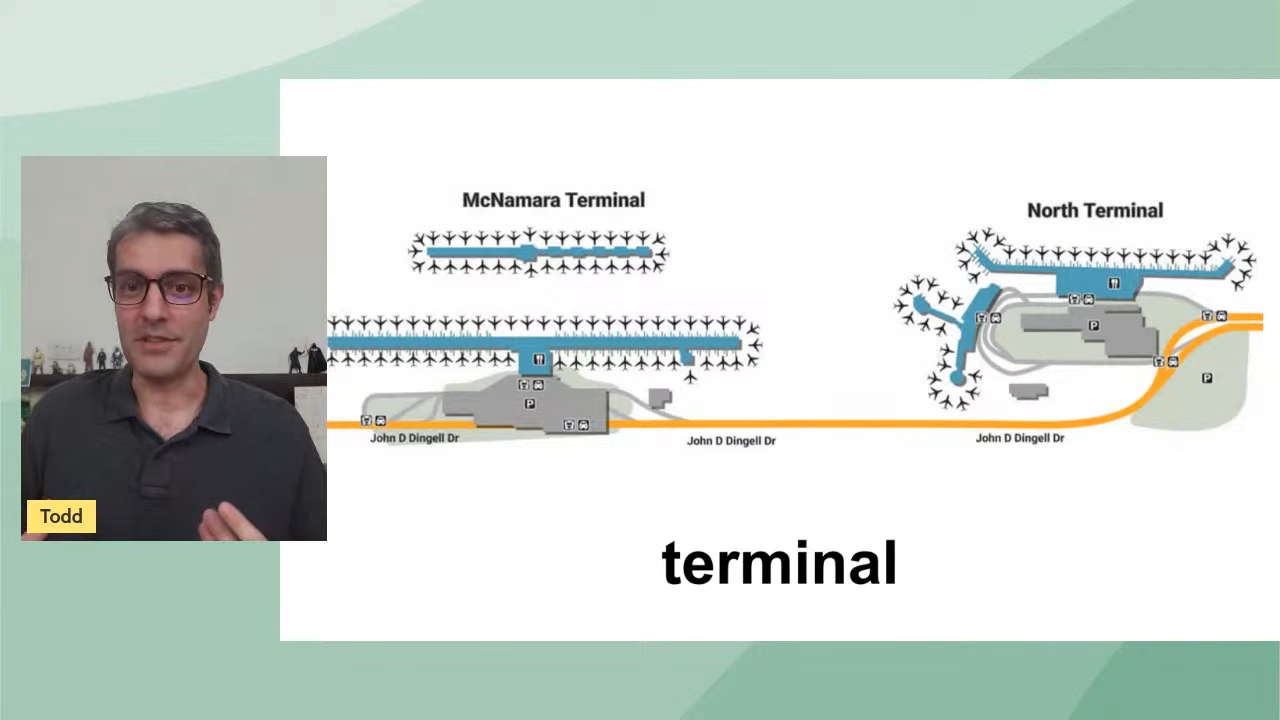 McNamara Terminal
North Terminal
P
P
P
John D Dingell Dr
John D Dingell Dr
John D Dingell Dr
Todd
terminal